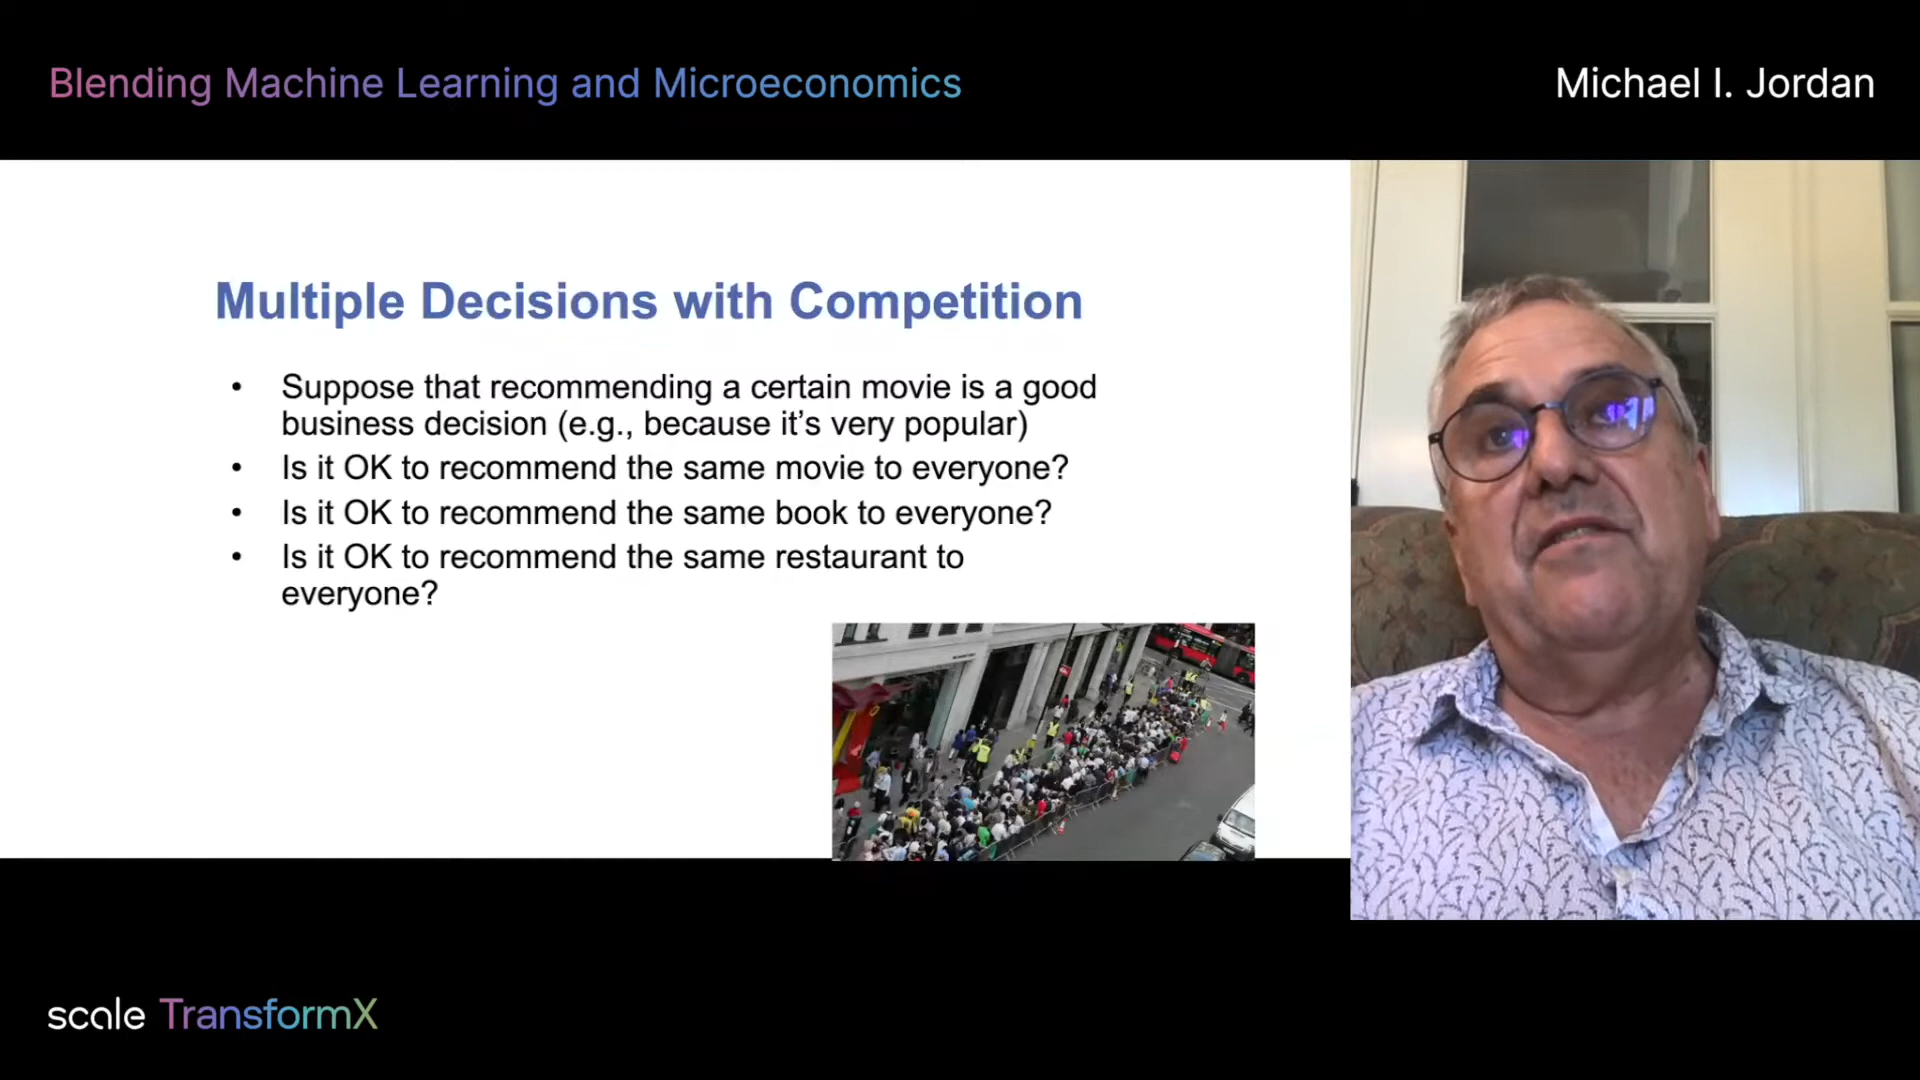 Blending Machine Learning and Microeconomics
Michael I. Jordan
Multiple Decisions with Competition
• Suppose that recommending a certain movie is a good
business decision (e.g., because it's very popular)
• Is it OK to recommend the same movie to everyone?
• Is it OK to recommend the same book to everyone?
• Is it OK to recommend the same restaurant to
everyone?
scale TransformX